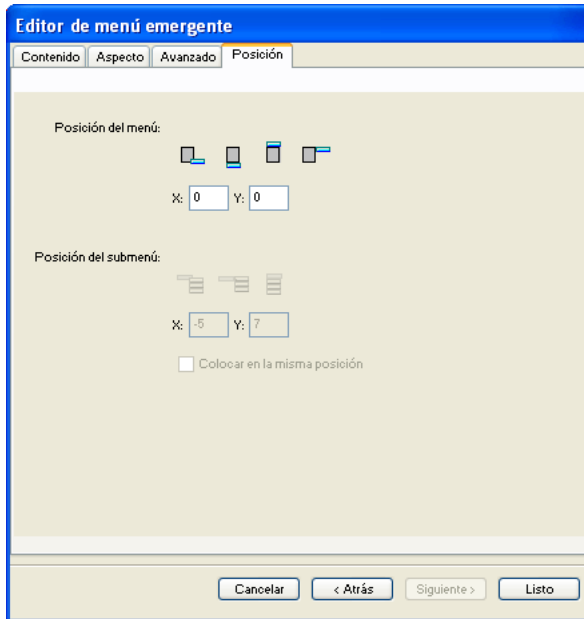 Editor de menú emergente
Contenido Aspecto Avanzado Posición
Posición del menú:
X: 0 Y: 0
Posición del submenú:
X: -5 Y: 7
Colocar en la misma posición
Cancelar < Atrás Siguiente > Listo